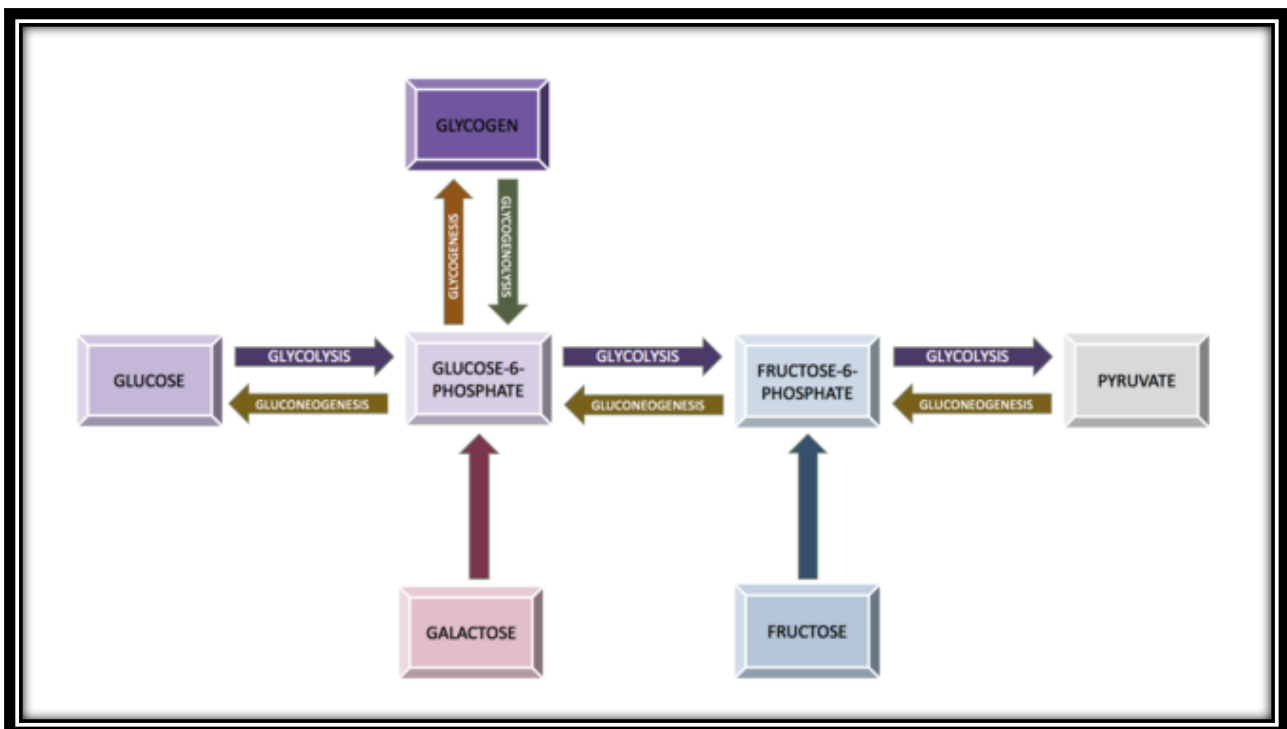 GLYCOGEN
GLYCOGENESIS
GLYCOGENOLYSIS
GLUCOSE
GLYCOLYSIS
GLUCONEOGENESIS
GLUCOSE-6-
PHOSPHATE
GLYCOLYSIS
GLUCONEOGENESIS
FRUCTOSE-6-
PHOSPHATE
GLYCOLYSIS
GLUCONEOGENESIS
PYRUVATE
GALACTOSE
FRUCTOSE